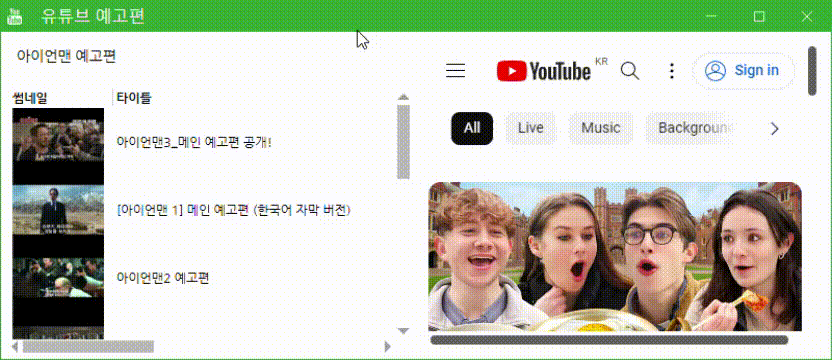 유튜브 예고편
아이언맨 예고편
썸네일 타이틀
아이언맨3_메인 예고편 공개!
[아이언맨 1] 메인 예고편 (한국어 자막 버전)
아이언맨2 예고편
YouTube KR
Sign in
All Live Music Background